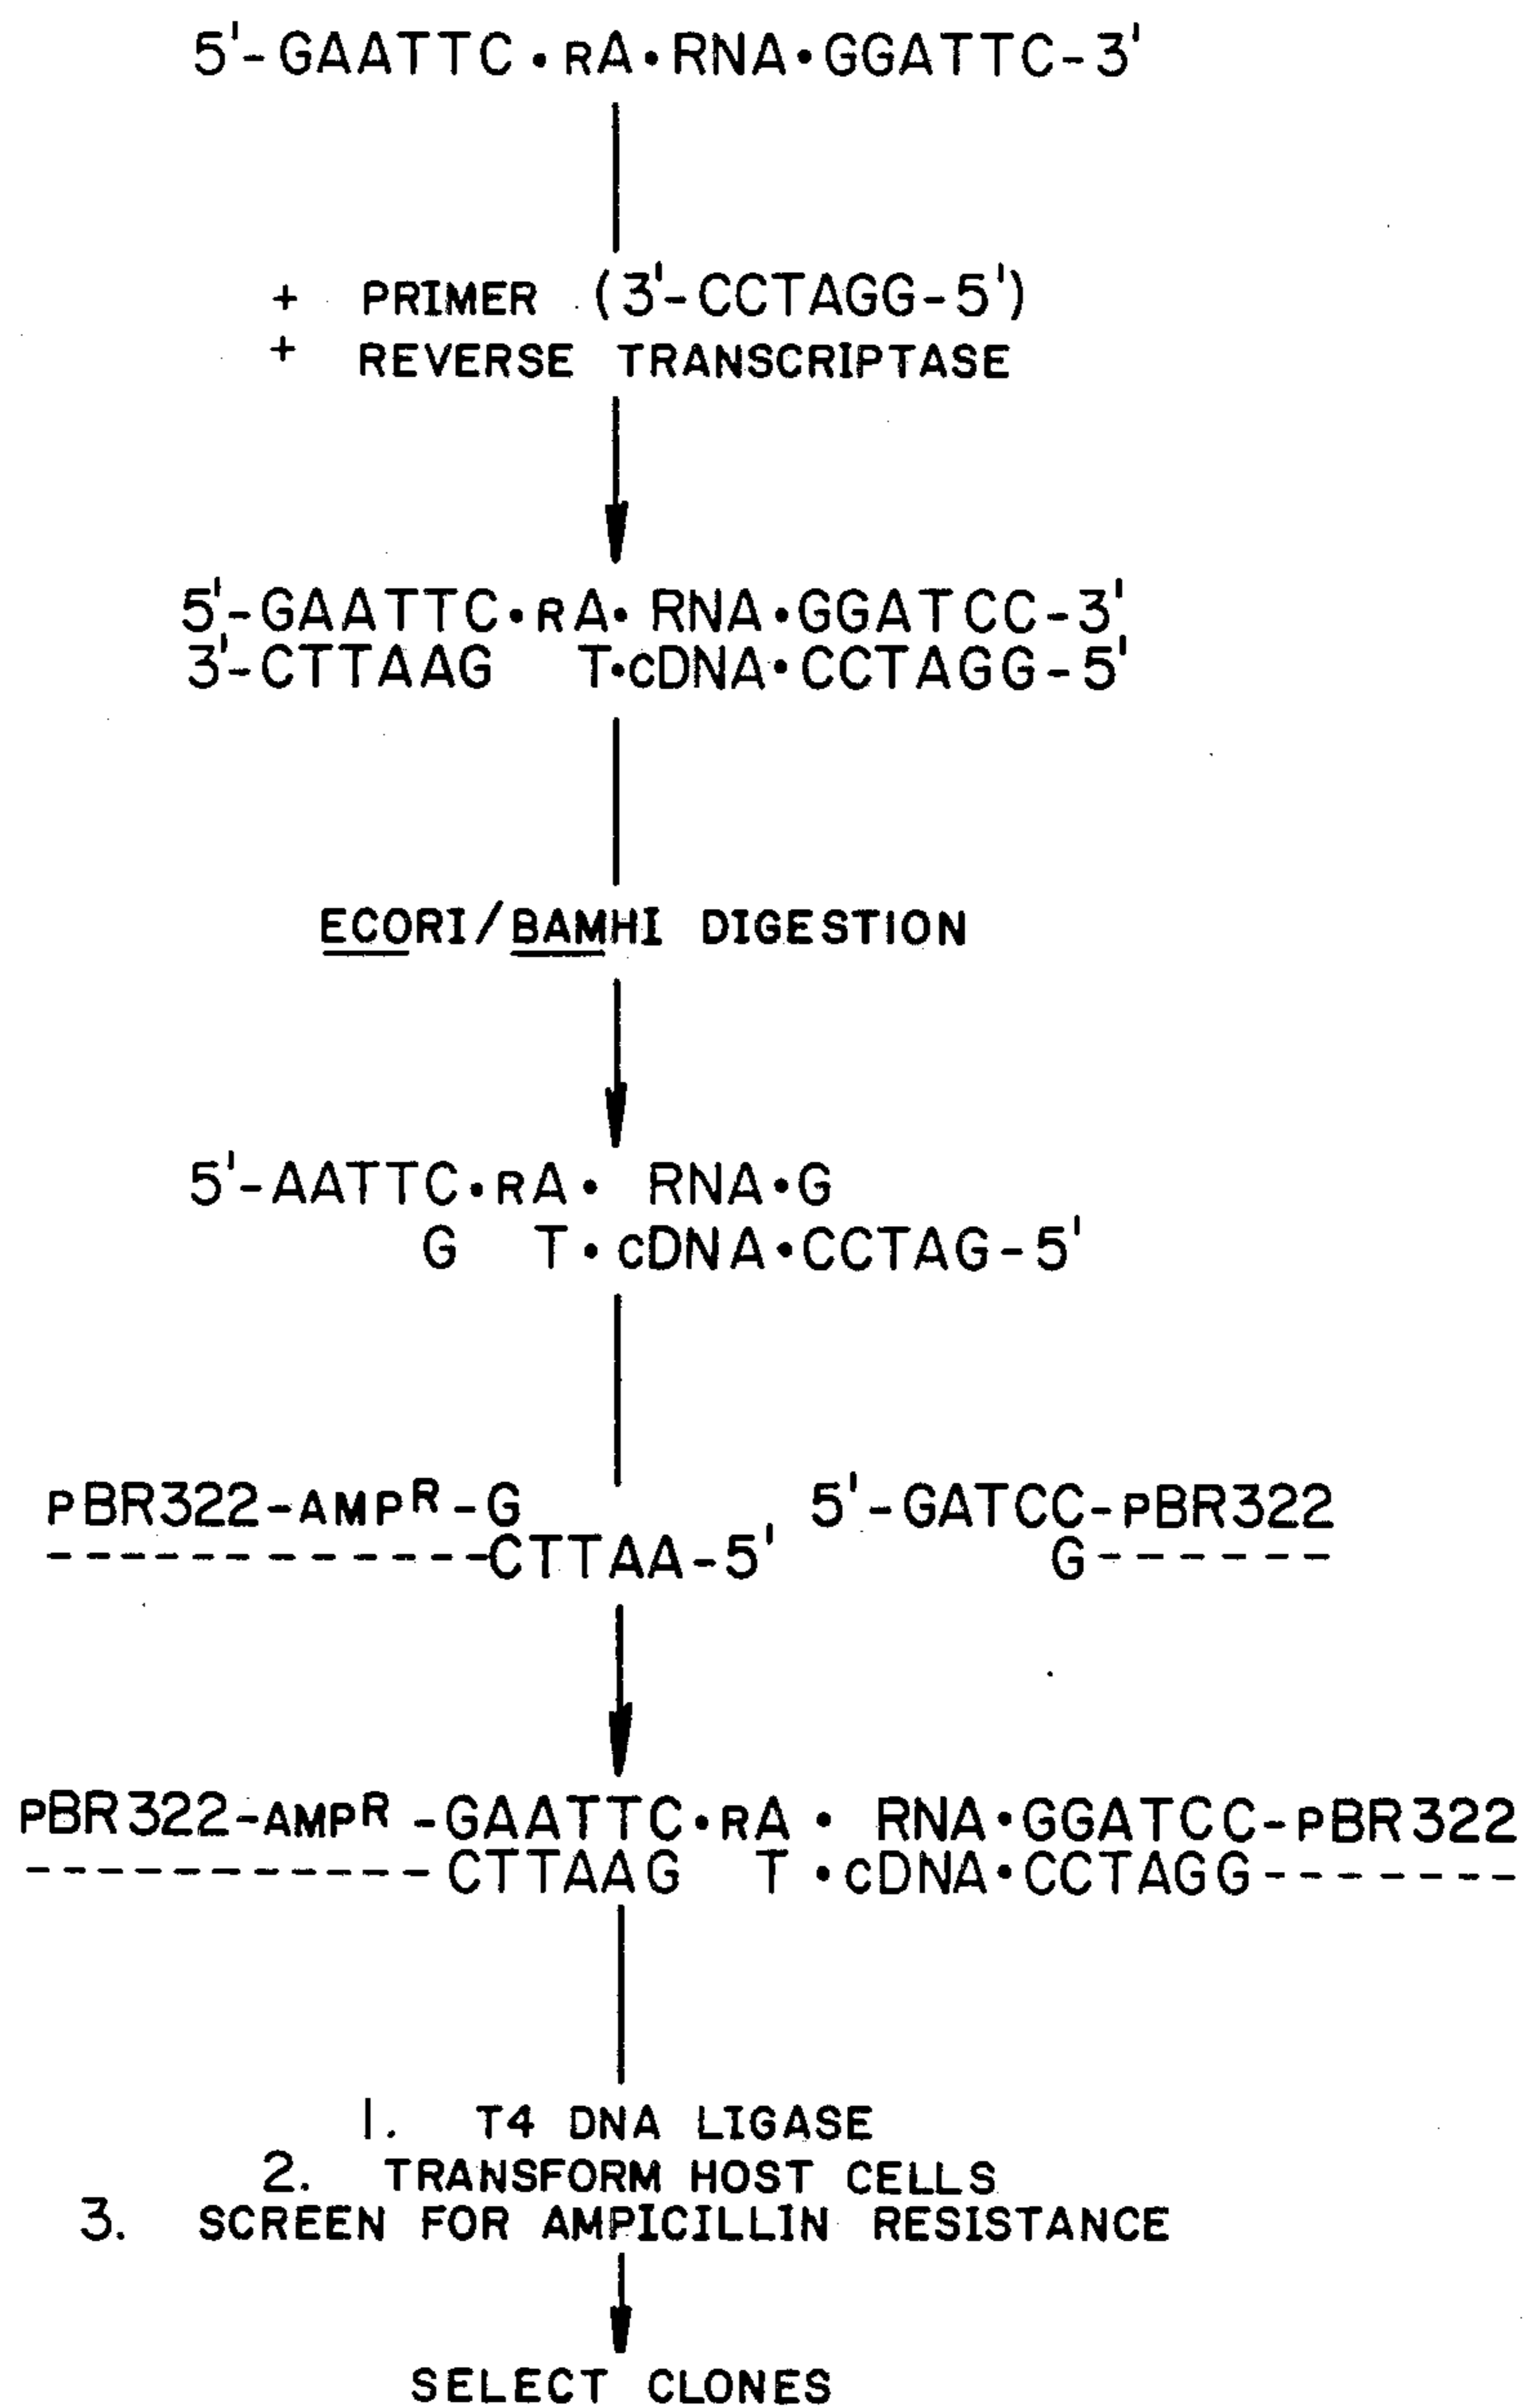 5'-GAATTC·RA·RNA·GGATTC-3'
+ PRIMER (3'-CCTAGG-5')
+ REVERSE TRANSCRIPTASE
5'-GAATTC·RA· RNA·GGATCC-3'
3'-CTTAAG T·cDNA·CCTAGG-5'
ECORI/BAMHI DIGESTION
5'-AATTC·RA· RNA·G
G T·cDNA·CCTAG-5'
PBR322-AMPR-G 5'-GATCC-PBR322
-------------CTTAA-5' G-------
PBR322-AMPR-GAATTC·RA· RNA·GGATCC-PBR322
------------CTTAAG T·cDNA·CCTAGG-------
1. T4 DNA LIGASE
2. TRANSFORM HOST CELLS
3. SCREEN FOR AMPICILLIN RESISTANCE
SELECT CLONES